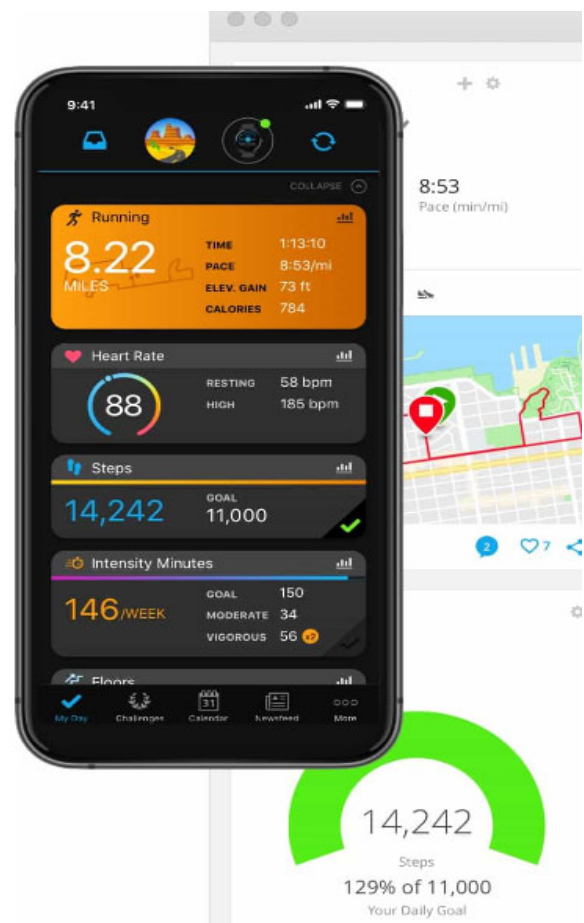 9:41
COLLAPSE
Running
8.22
MILES
TIME 1:13:10
PACE 8:53/mi
ELEV. GAIN 73 ft
CALORIES 784
Heart Rate
88
RESTING 58 bpm
HIGH 185 bpm
Steps
14,242
GOAL
11,000
Intensity Minutes
146/WEEK
GOAL 150
MODERATE 34
VIGOROUS 56 x2
Floors
31
My Day Challenges Calendar Newsfeed More
8:53
Pace (min/mi)
2
7
14,242
Steps
129% of 11,000
Your Daily Goal